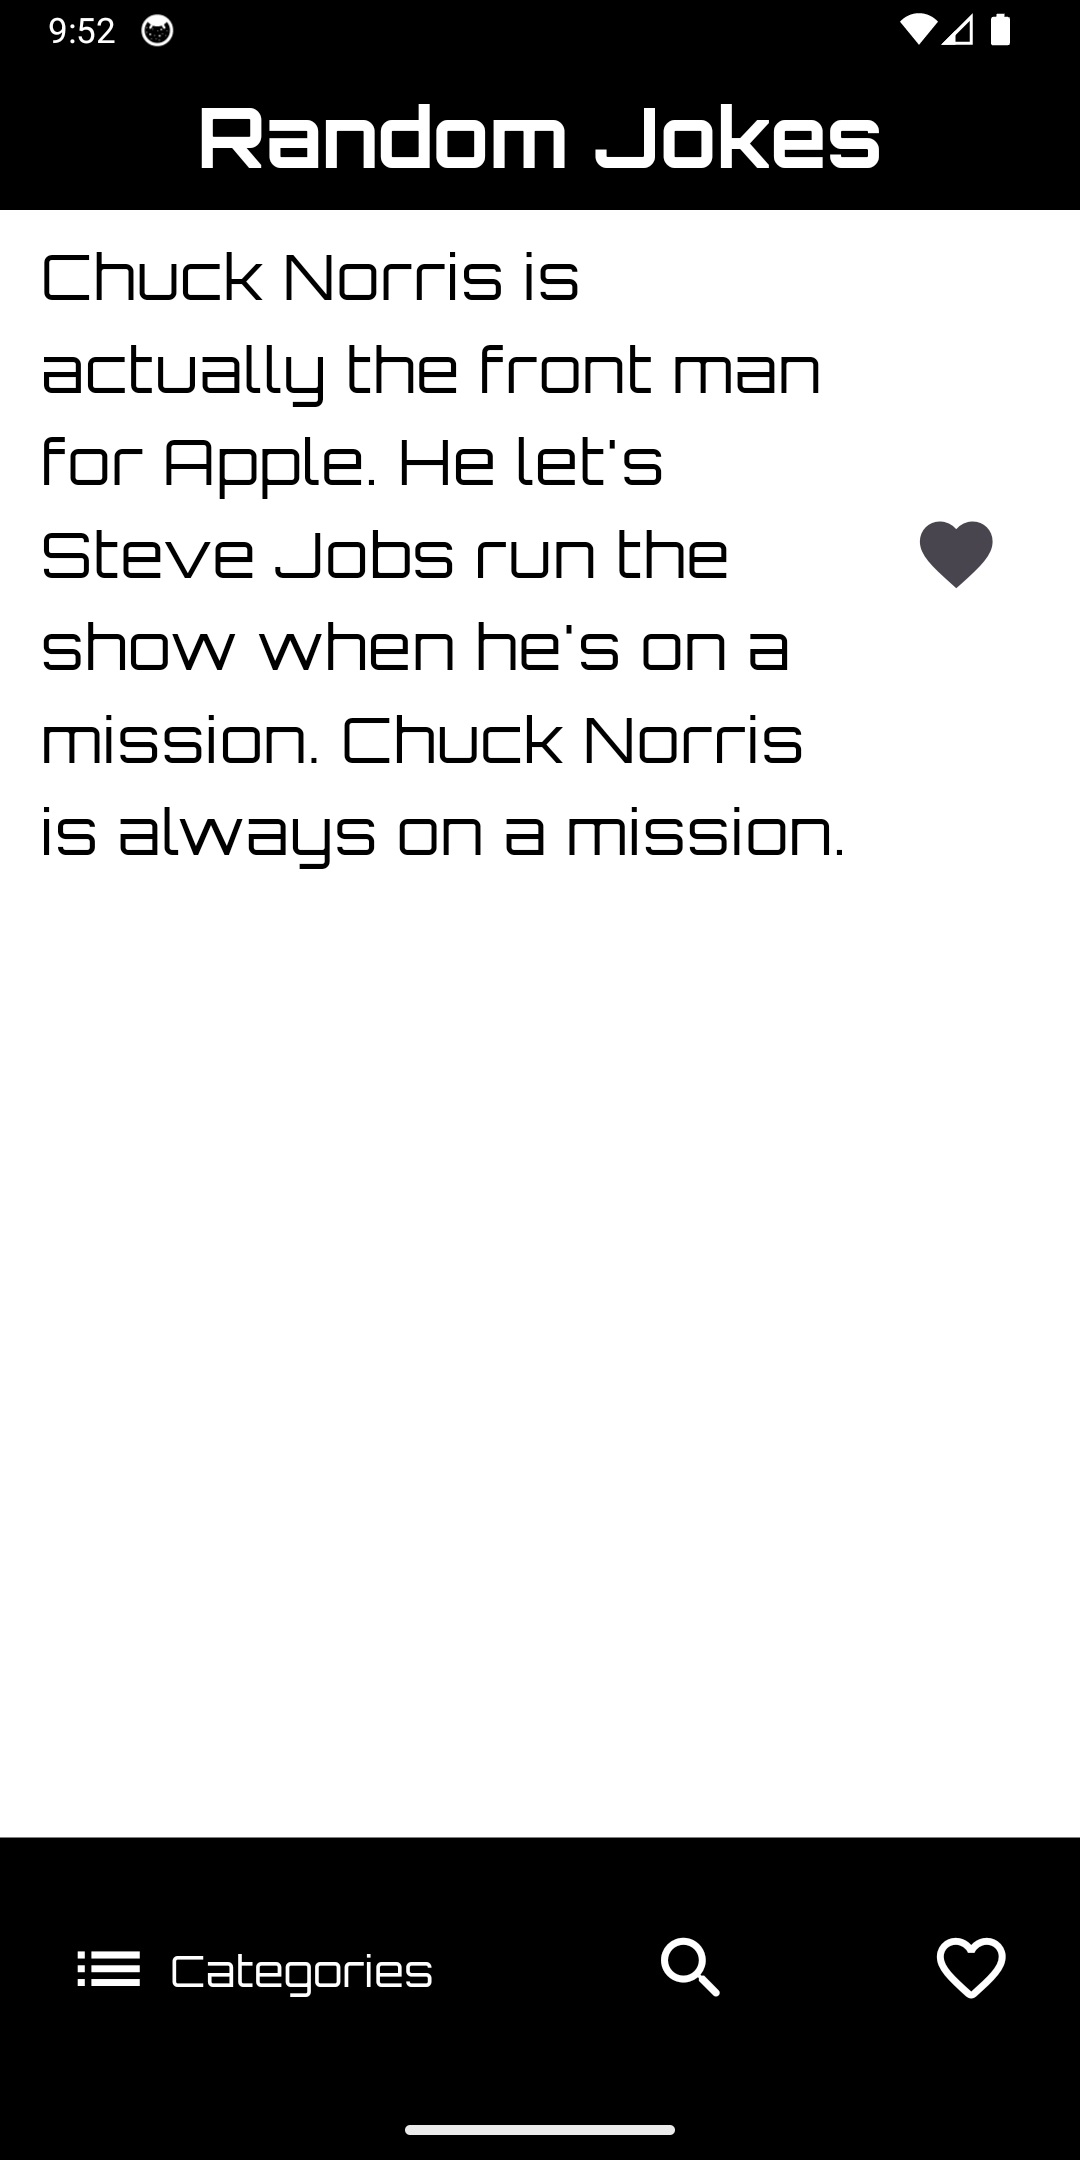 9:52
Random Jokes
Chuck Norris is
actually the front man
for Apple. He let's
Steve Jobs run the
show when he's on a
mission. Chuck Norris
is always on a mission.
Categories